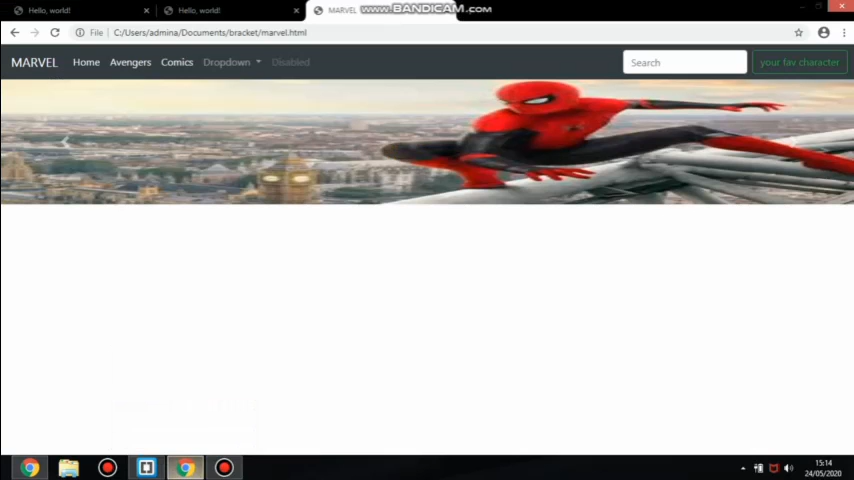 Hello, world!
Hello, world!
MARVEL
www.BANDICAM.com
File
C:/Users/admina/Documents/bracket/marvel.html
MARVEL Home Avengers Comics Dropdown Disabled
Search
your fav character
15:14
24/05/2020